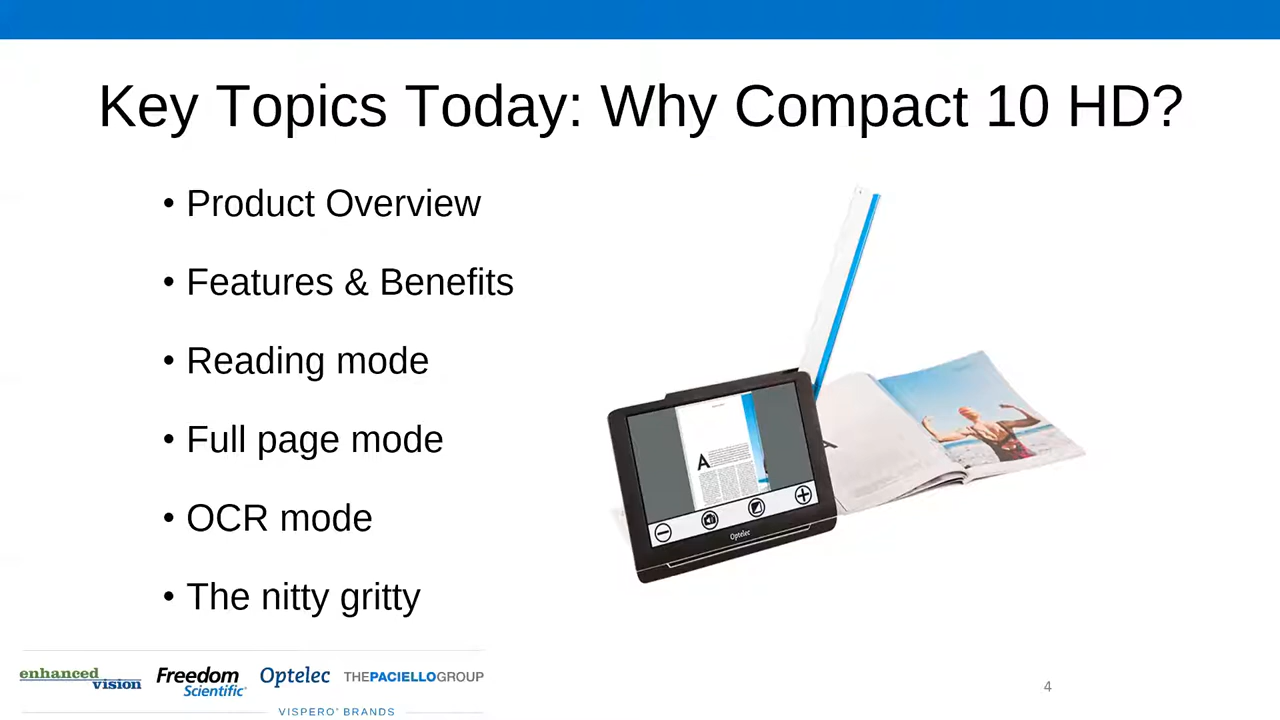 Key Topics Today: Why Compact 10 HD?
• Product Overview
• Features & Benefits
• Reading mode
• Full page mode
• OCR mode
• The nitty gritty
A
A
Optelec
enhanced vision
Freedom Scientific®
Optelec
THEPACIELLOGROUP
VISPERO® BRANDS
4